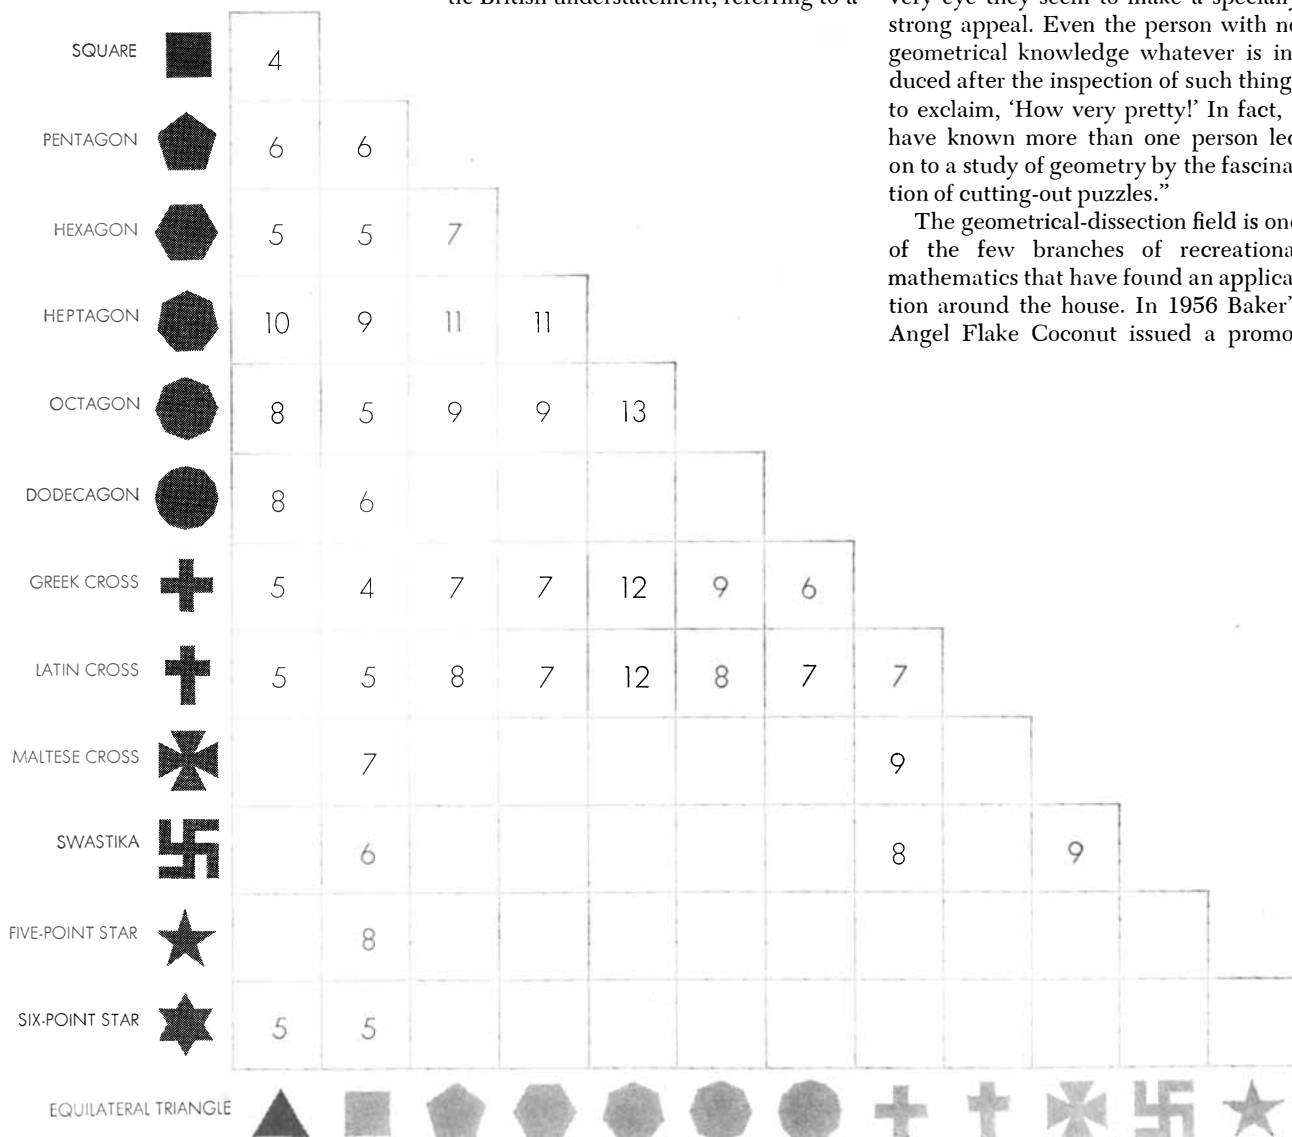 tic British understatement, referring to a
very eye they seem to make a specially
strong appeal. Even the person with no
geometrical knowledge whatever is in-
duced after the inspection of such things
to exclaim, ‘How very pretty!’ In fact,
have known more than one person led
on to a study of geometry by the fascina-
tion of cutting-out puzzles.”
The geometrical-dissection field is one
of the few branches of recreational
mathematics that have found an applica-
tion around the house. In 1956 Baker’s
Angel Flake Coconut issued a promo-
SQUARE 4
PENTAGON 6 6
HEXAGON 5 5 7
HEPTAGON 10 9 11 11
OCTAGON 8 5 9 9 13
DODECAGON 8 6
GREEK CROSS 5 4 7 7 12 9 6
LATIN CROSS 5 5 8 7 12 8 7 7
MALTESE CROSS 7 9
SWASTIKA 6 8 9
FIVE-POINT STAR 8
SIX-POINT STAR 5 5
EQUILATERAL TRIANGLE